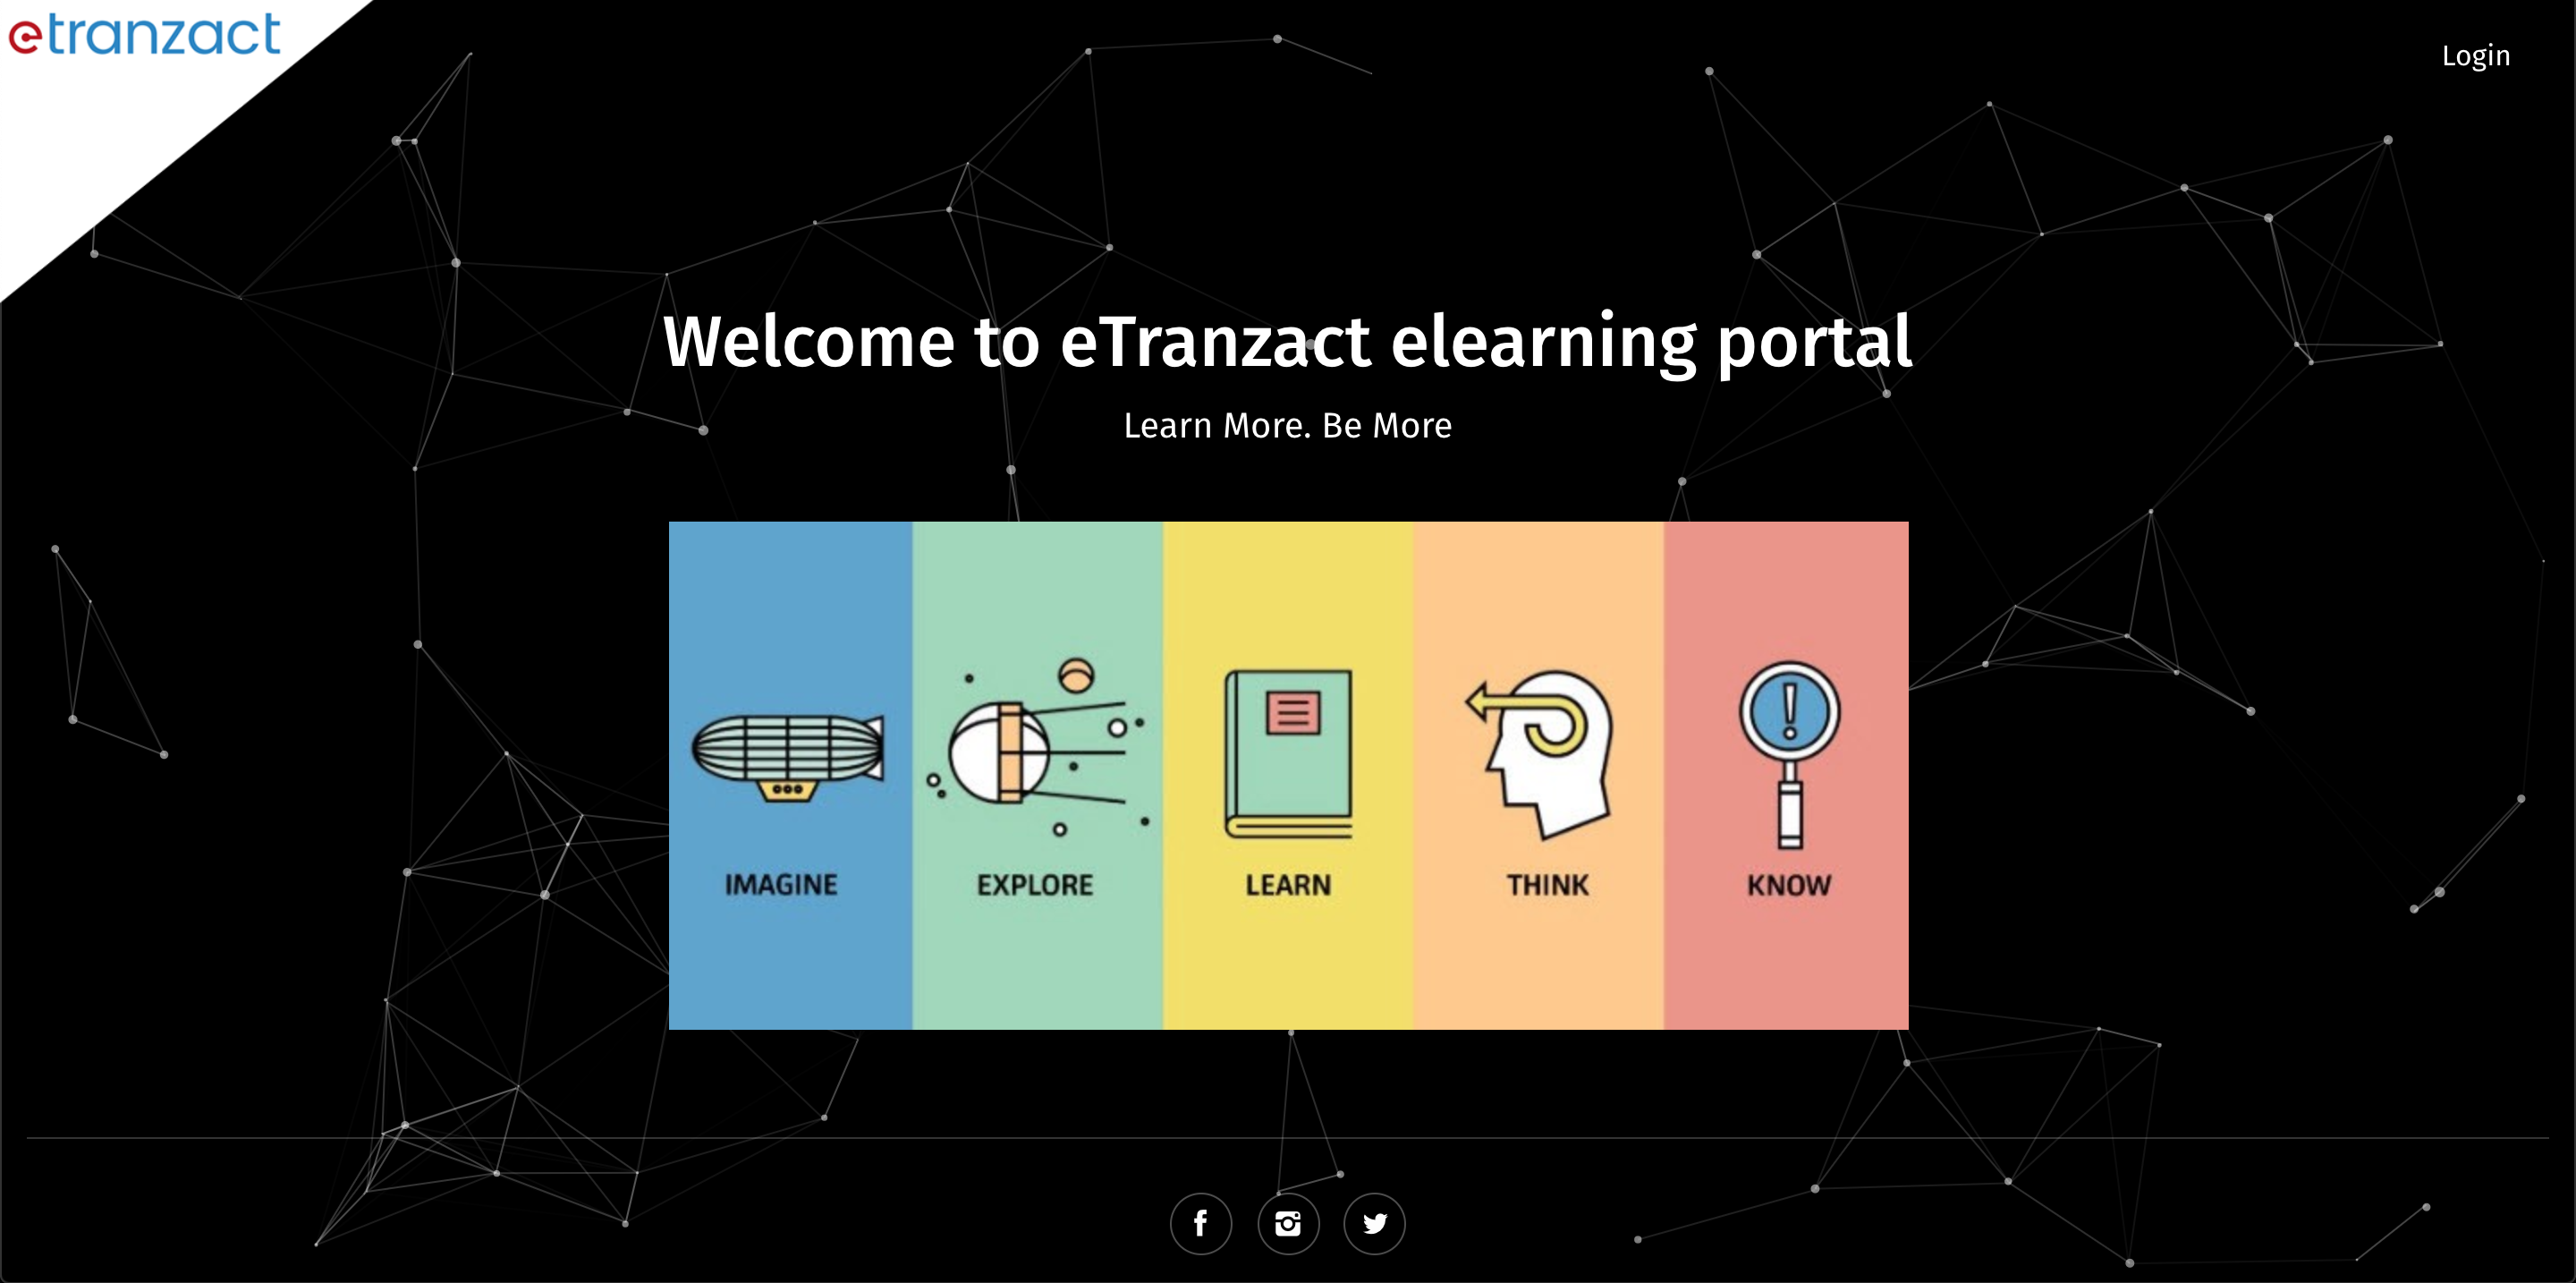 etranzact
Login
Welcome to eTranzact elearning portal
Learn More. Be More
IMAGINE
EXPLORE
LEARN
THINK
KNOW